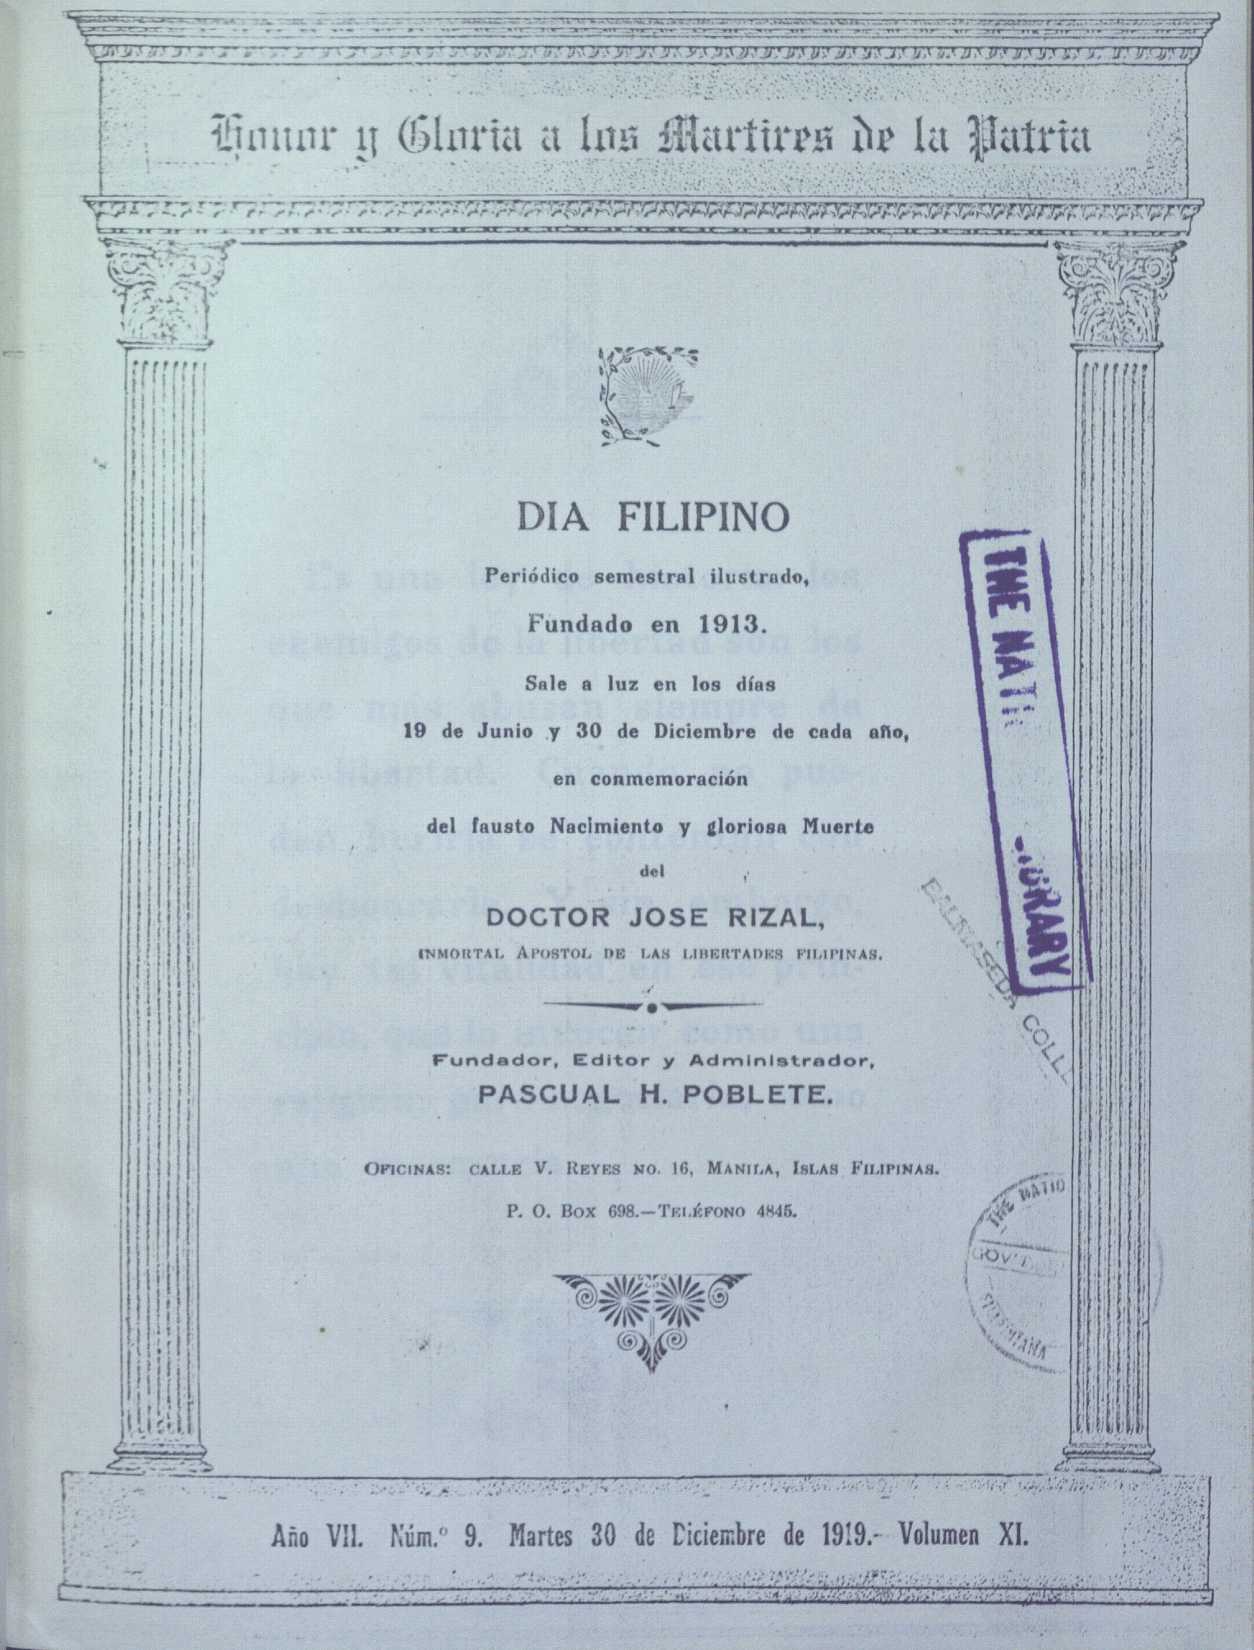 Honor y Gloria a los Martires de la Patria
DIA FILIPINO
Periódico semestral ilustrado,
Fundado en 1913.
Sale a luz en los días
19 de Junio y 30 de Diciembre de cada año,
en conmemoración
del fausto Nacimiento y gloriosa Muerte
del
DOCTOR JOSE RIZAL,
INMORTAL APOSTOL DE LAS LIBERTADES FILIPINAS.
Fundador, Editor y Administrador,
PASCUAL H. POBLETE.
OFICINAS: CALLE V. REYES NO. 16, MANILA, ISLAS FILIPINAS.
P. O. BOX 698.—TELÉFONO 4845.
Año VII. Núm.º 9. Martes 30 de Diciembre de 1919.- Volumen XI.
THE
THE